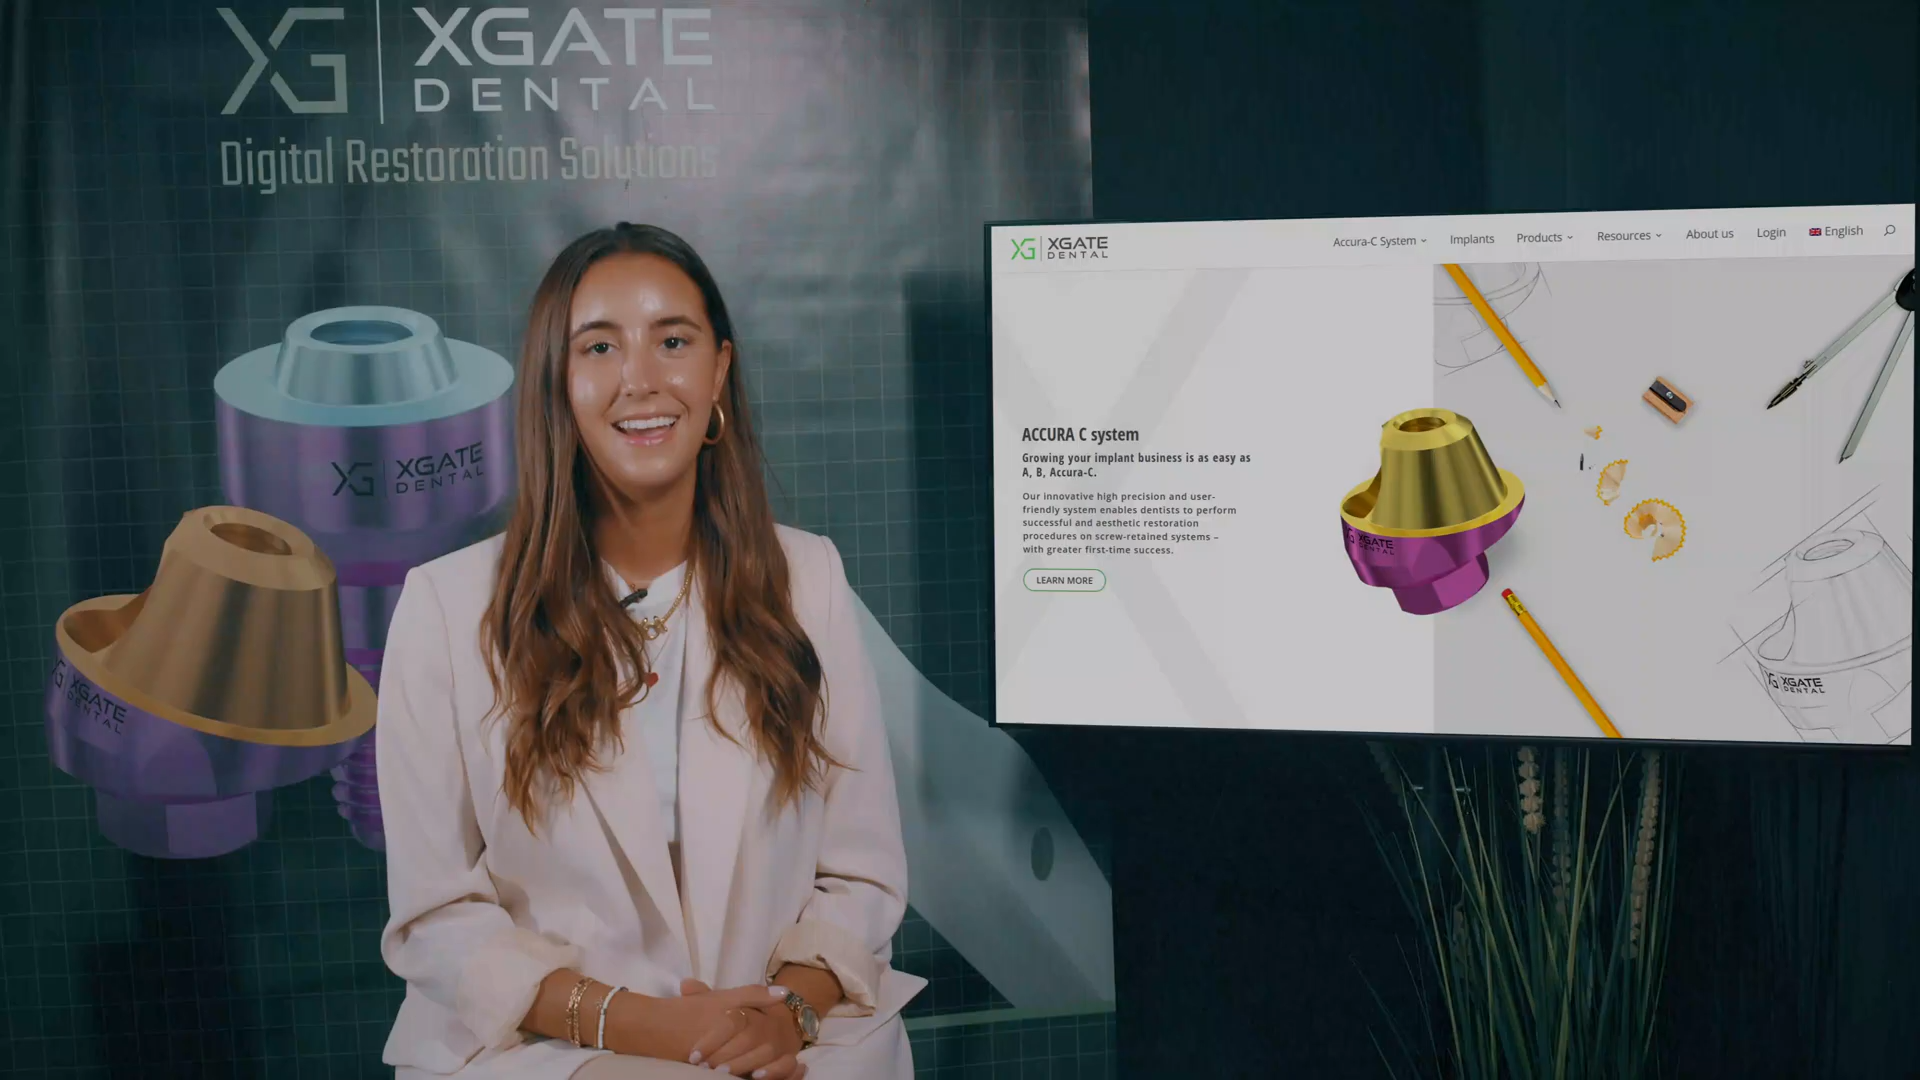 XG XGATE
DENTAL
Digital Restoration Solutions
XG XGATE
DENTAL
XGATE
DENTAL
XG XGATE
DENTAL
Accura-C System
Implants
Products
Resources
About us
Login
English
ACCURA C system
Growing your implant business is as easy as
A, B, Accura-C.
Our innovative high precision and user-
friendly system enables dentists to perform
successful and aesthetic restoration
procedures on screw-retained systems –
with greater first-time success.
LEARN MORE
XGATE
DENTAL
XG XGATE
DENTAL